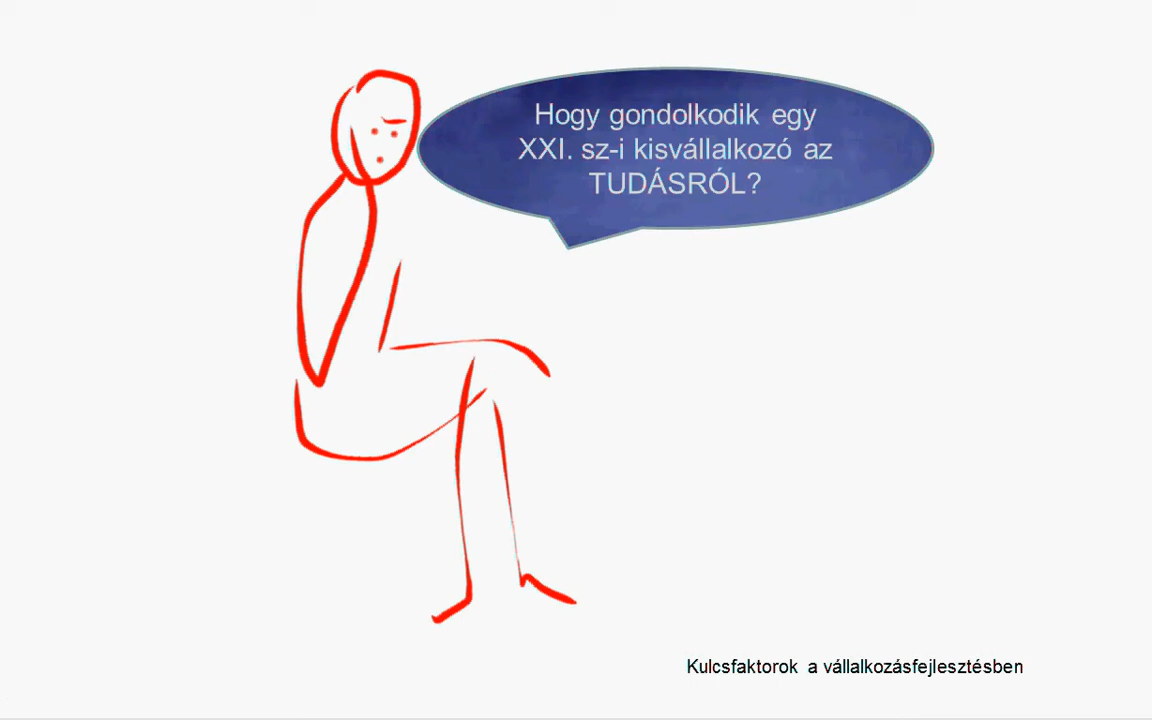 Hogy gondolkodik egy
XXI. sz-i kisvállalkozó az
TUDÁSRÓL?
Kulcsfaktorok a vállalkozásfejlesztésben